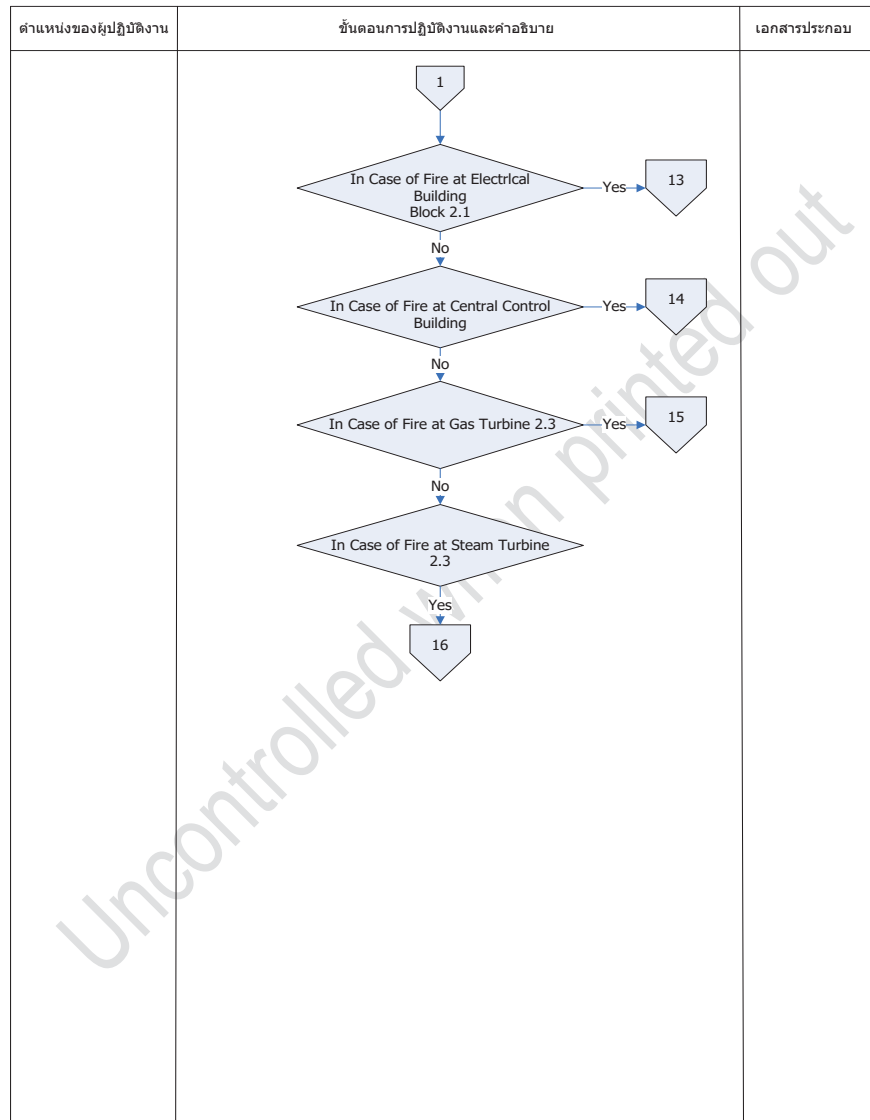 ตำแหน่งของผู้ปฏิบัติงาน
ขั้นตอนการปฏิบัติงานและคำอธิบาย
เอกสารประกอบ
1
In Case of Fire at Electrlcal
Building
Block 2.1
Yes
13
No
In Case of Fire at Central Control
Building
Yes
14
No
In Case of Fire at Gas Turbine 2.3
Yes
15
No
In Case of Fire at Steam Turbine
2.3
Yes
16
Uncontrolled when printed out